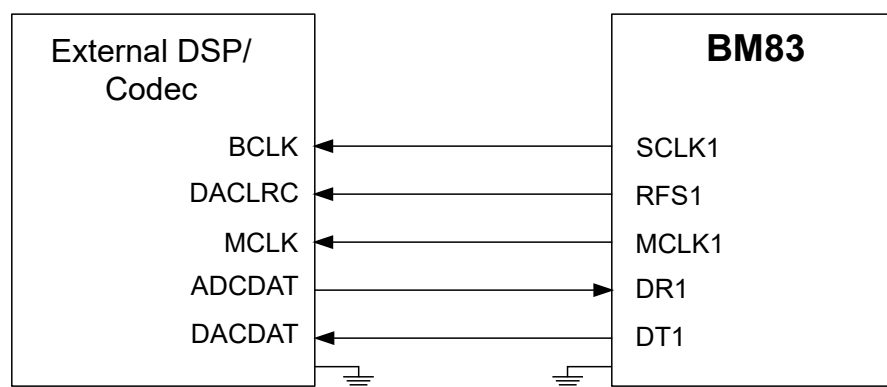 External DSP/
Codec
BCLK
DACLRC
MCLK
ADCDAT
DACDAT
BM83
SCLK1
RFS1
MCLK1
DR1
DT1